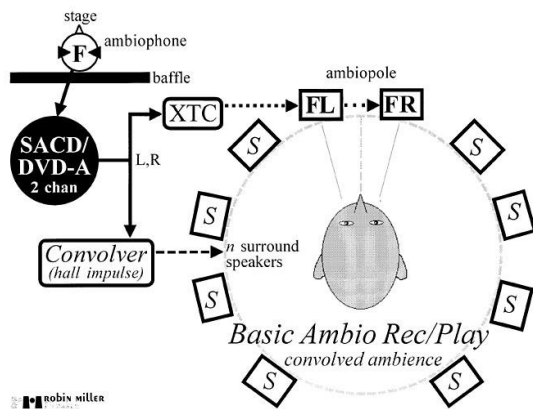 stage
ambiophone
F
baffle
ambiopole
XTC
FL
FR
SACD/
DVD-A
2 chan
L,R
S
S
S
S
Convolver
(hall impulse)
n surround
speakers
S
S
Basic Ambio Rec/Play
convolved ambience
S
S
ROBIN MILLER